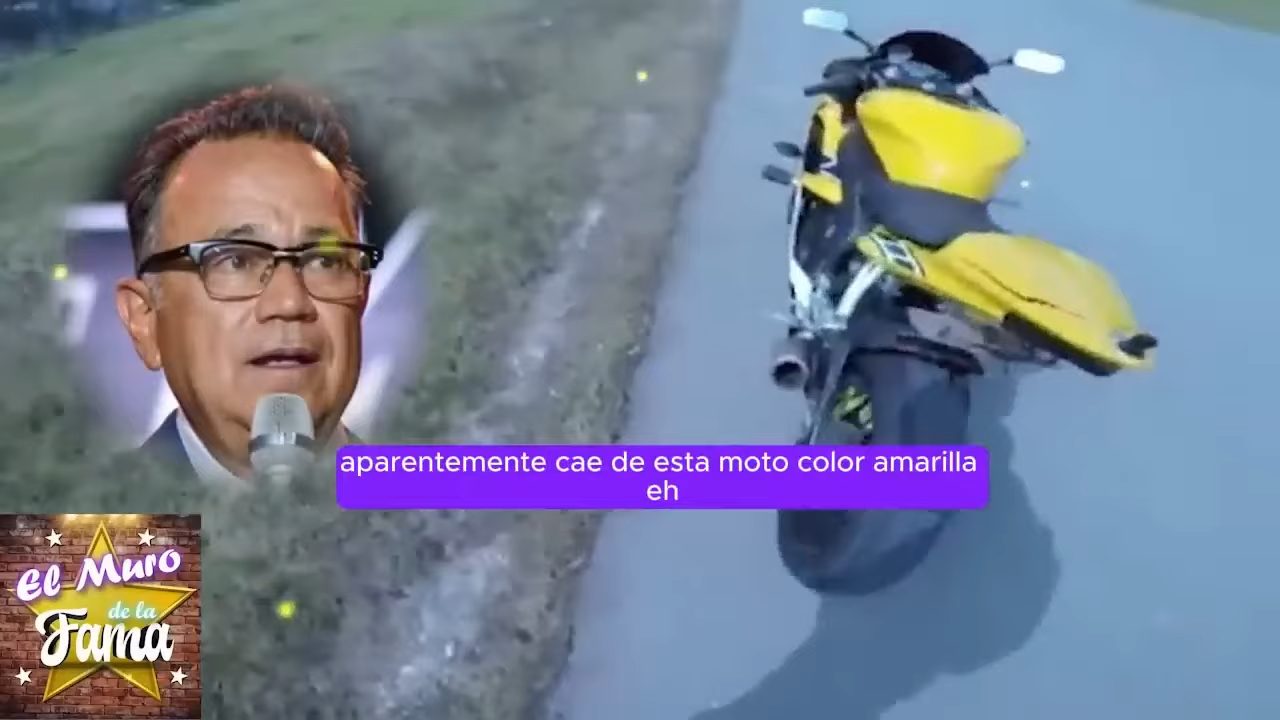 aparentemente cae de esta moto color amarilla
eh
El Muro
de la
Fama